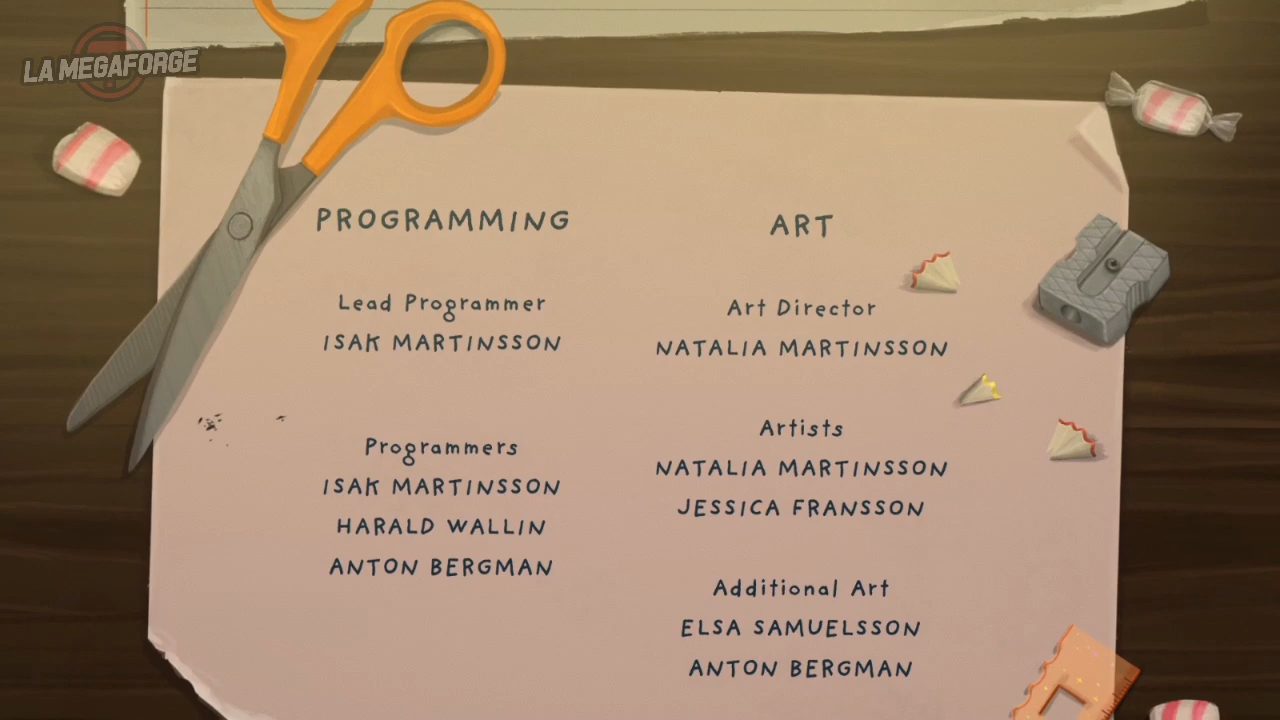 LA MEGAFORGE
PROGRAMMING
Lead Programmer
ISAK MARTINSSON
Programmers
ISAK MARTINSSON
HARALD WALLIN
ANTON BERGMAN
ART
Art Director
NATALIA MARTINSSON
Artists
NATALIA MARTINSSON
JESSICA FRANSSON
Additional Art
ELSA SAMUELSSON
ANTON BERGMAN